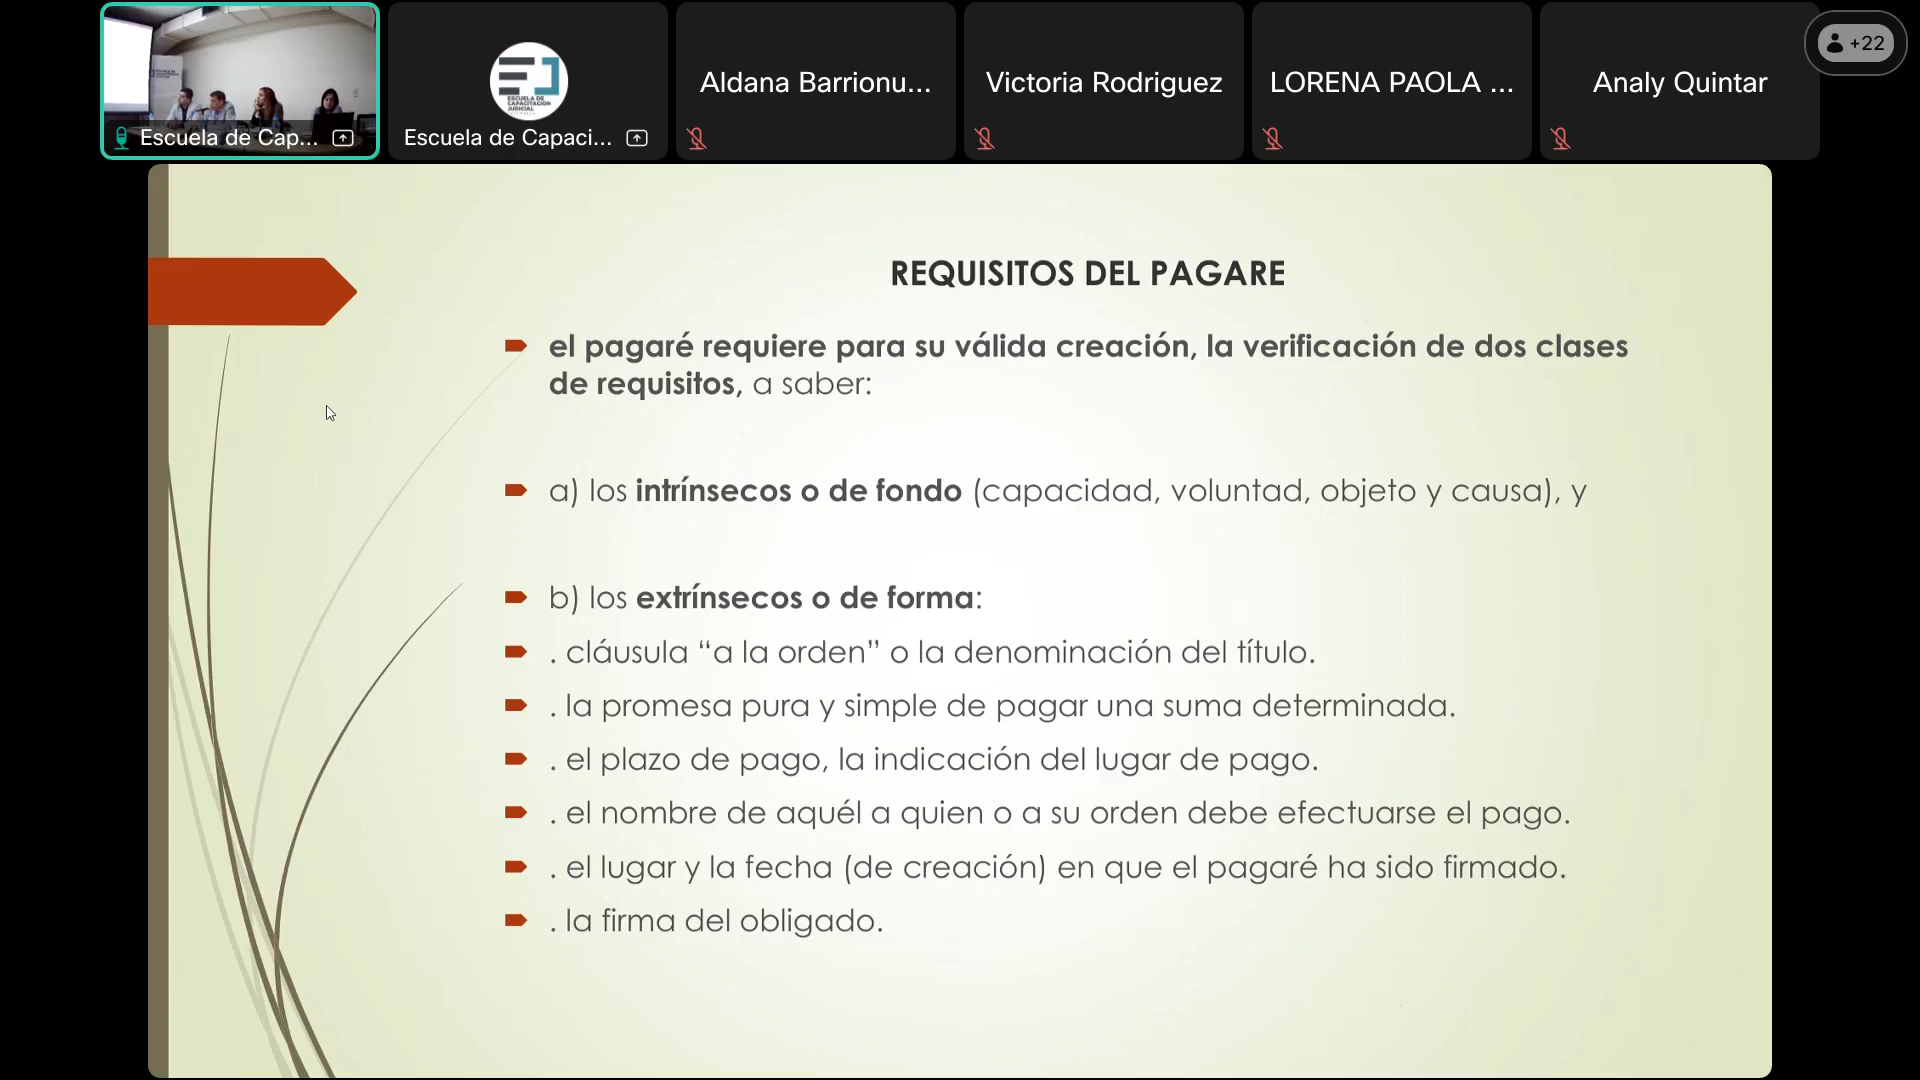 Escuela de Cap...
ESCUELA DE
CAPACITACIÓN
JUDICIAL
Escuela de Capaci...
Aldana Barrionu...
Victoria Rodriguez
LORENA PAOLA ...
Analy Quintar
+22
REQUISITOS DEL PAGARE
el pagaré requiere para su válida creación, la verificación de dos clases
de requisitos, a saber:
a) los intrínsecos o de fondo (capacidad, voluntad, objeto y causa), y
b) los extrínsecos o de forma:
. cláusula “a la orden” o la denominación del título.
. la promesa pura y simple de pagar una suma determinada.
. el plazo de pago, la indicación del lugar de pago.
. el nombre de aquél a quien o a su orden debe efectuarse el pago.
. el lugar y la fecha (de creación) en que el pagaré ha sido firmado.
. la firma del obligado.